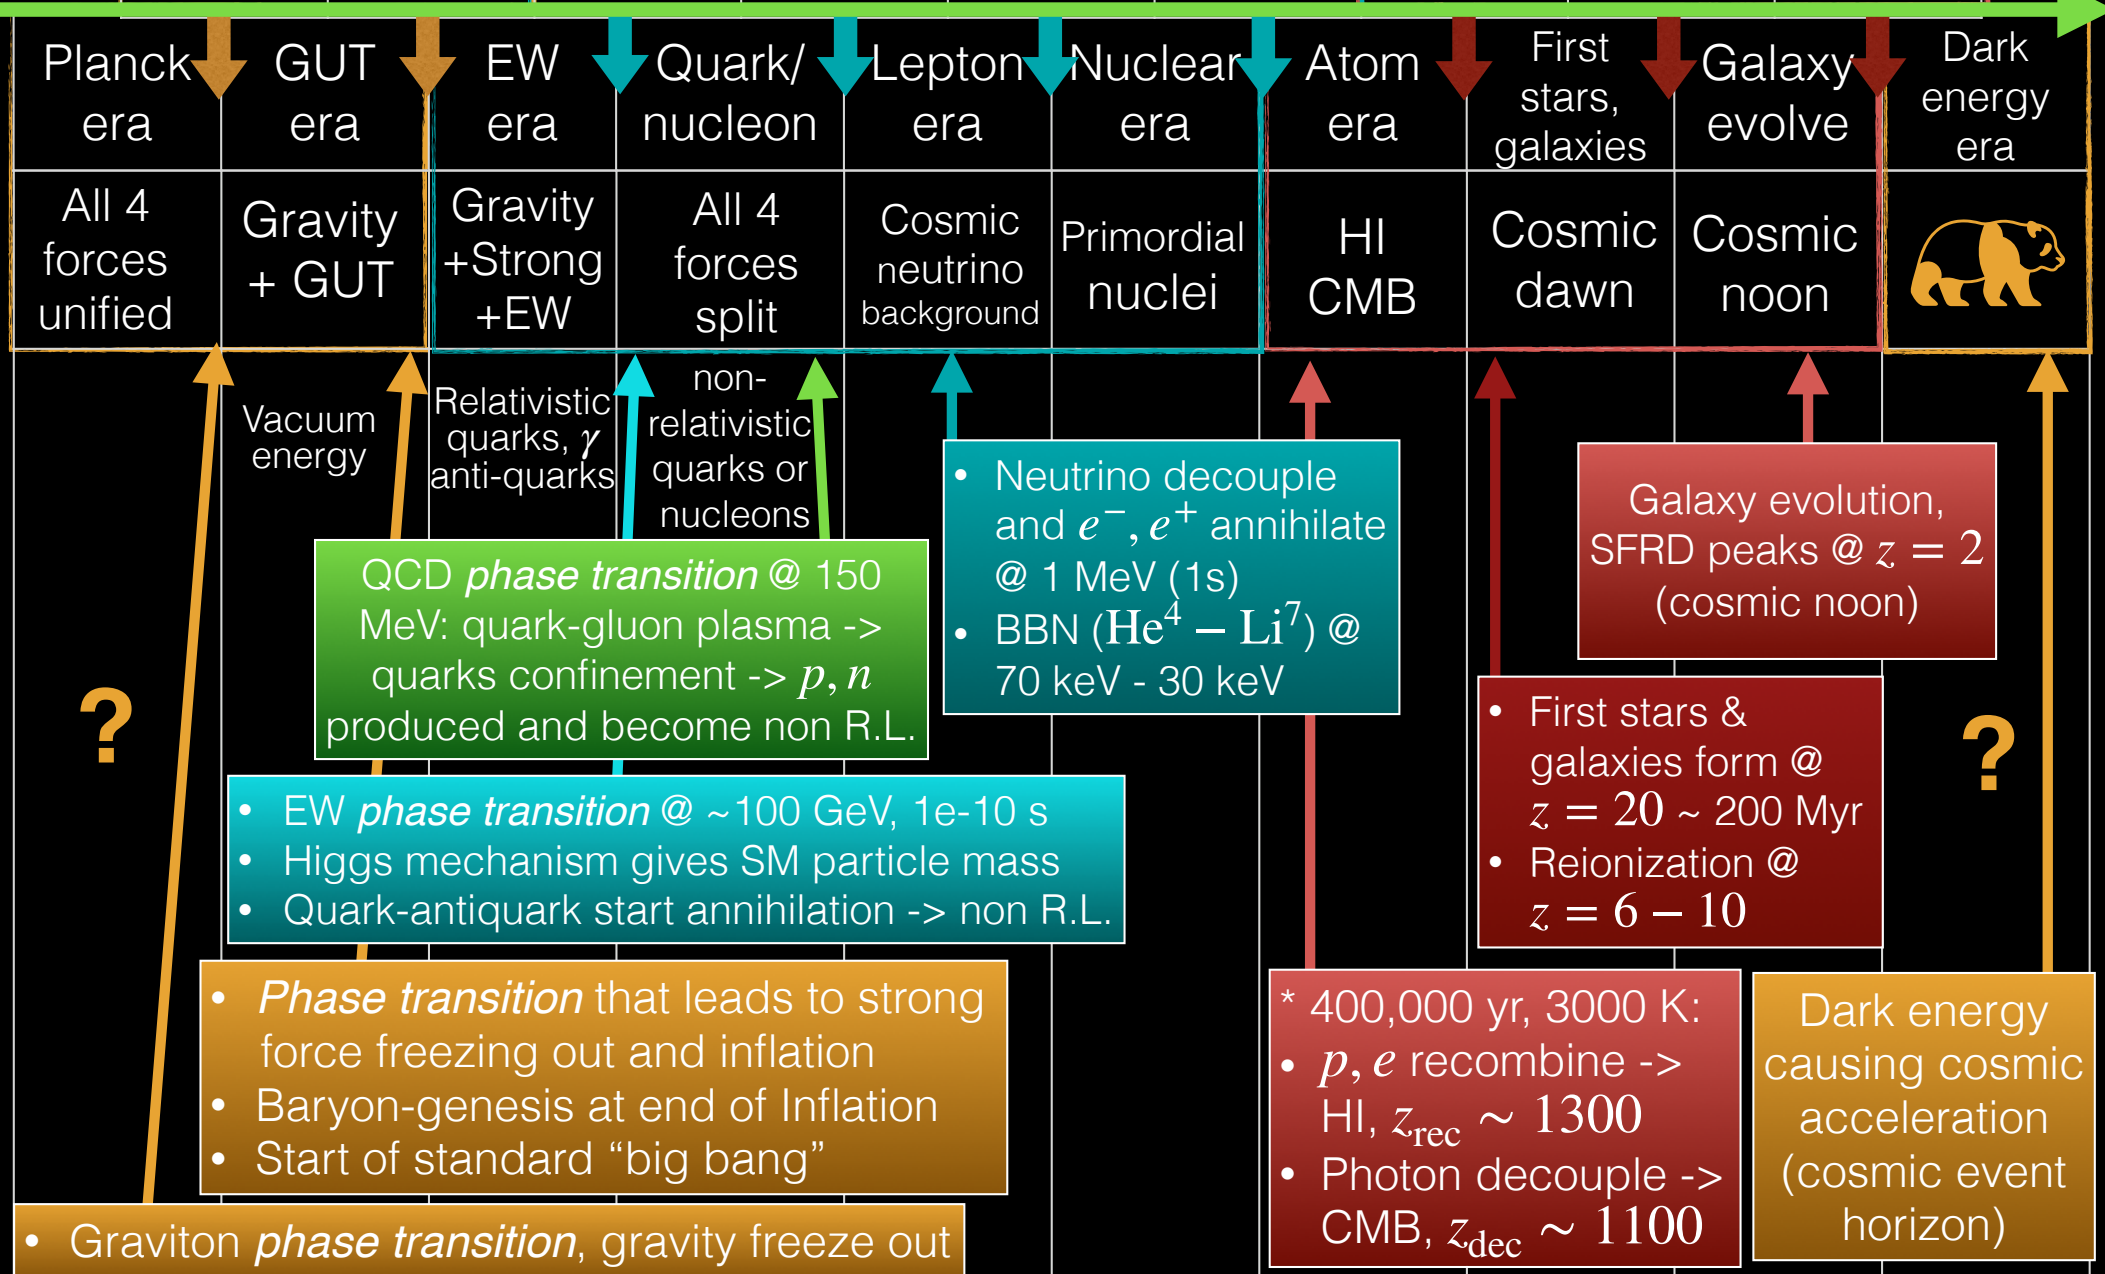 Planck era
GUT era
EW era
Quark/ nucleon
Lepton era
Nuclear era
Atom era
First stars, galaxies
Galaxy evolve
Dark energy era
All 4 forces unified
Gravity + GUT
Gravity +Strong +EW
All 4 forces split
Cosmic neutrino background
Primordial nuclei
HI CMB
Cosmic dawn
Cosmic noon
Vacuum energy
Relativistic quarks, γ anti-quarks
non-relativistic quarks or nucleons
• Neutrino decouple
and e⁻, e⁺ annihilate
@ 1 MeV (1s)
• BBN (He⁴ − Li⁷) @
70 keV - 30 keV
Galaxy evolution,
SFRD peaks @ z = 2
(cosmic noon)
QCD phase transition @ 150
MeV: quark-gluon plasma ->
quarks confinement -> p, n
produced and become non R.L.
?
• First stars &
galaxies form @
z = 20 ~ 200 Myr
• Reionization @
z = 6 − 10
?
• EW phase transition @ ~100 GeV, 1e-10 s
• Higgs mechanism gives SM particle mass
• Quark-antiquark start annihilation -> non R.L.
• Phase transition that leads to strong
force freezing out and inflation
• Baryon-genesis at end of Inflation
• Start of standard “big bang”
* 400,000 yr, 3000 K:
• p, e recombine ->
HI, z_rec ∼ 1300
• Photon decouple ->
CMB, z_dec ∼ 1100
Dark energy
causing cosmic
acceleration
(cosmic event
horizon)
• Graviton phase transition, gravity freeze out